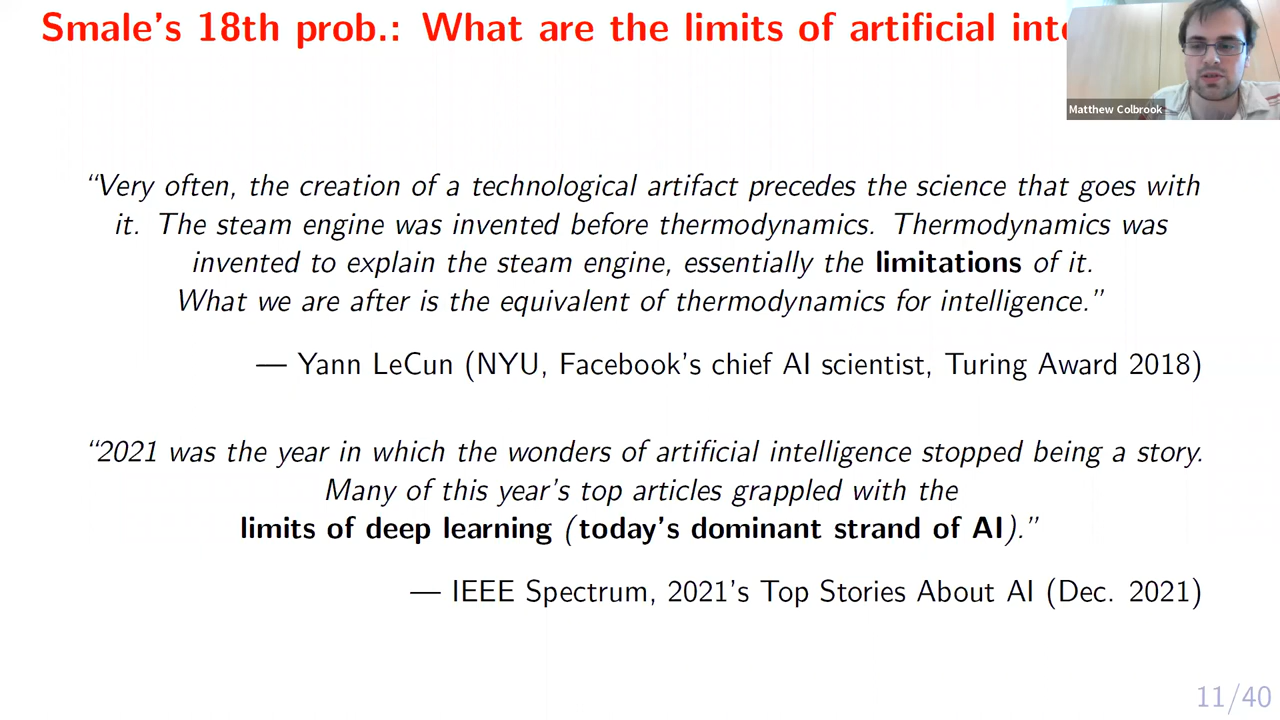 Smale's 18th prob.: What are the limits of artificial inte
Matthew Colbrook
“Very often, the creation of a technological artifact precedes the science that goes with
it. The steam engine was invented before thermodynamics. Thermodynamics was
invented to explain the steam engine, essentially the limitations of it.
What we are after is the equivalent of thermodynamics for intelligence.”
— Yann LeCun (NYU, Facebook's chief AI scientist, Turing Award 2018)
“2021 was the year in which the wonders of artificial intelligence stopped being a story.
Many of this year's top articles grappled with the
limits of deep learning (today's dominant strand of AI).”
— IEEE Spectrum, 2021's Top Stories About AI (Dec. 2021)
11/40